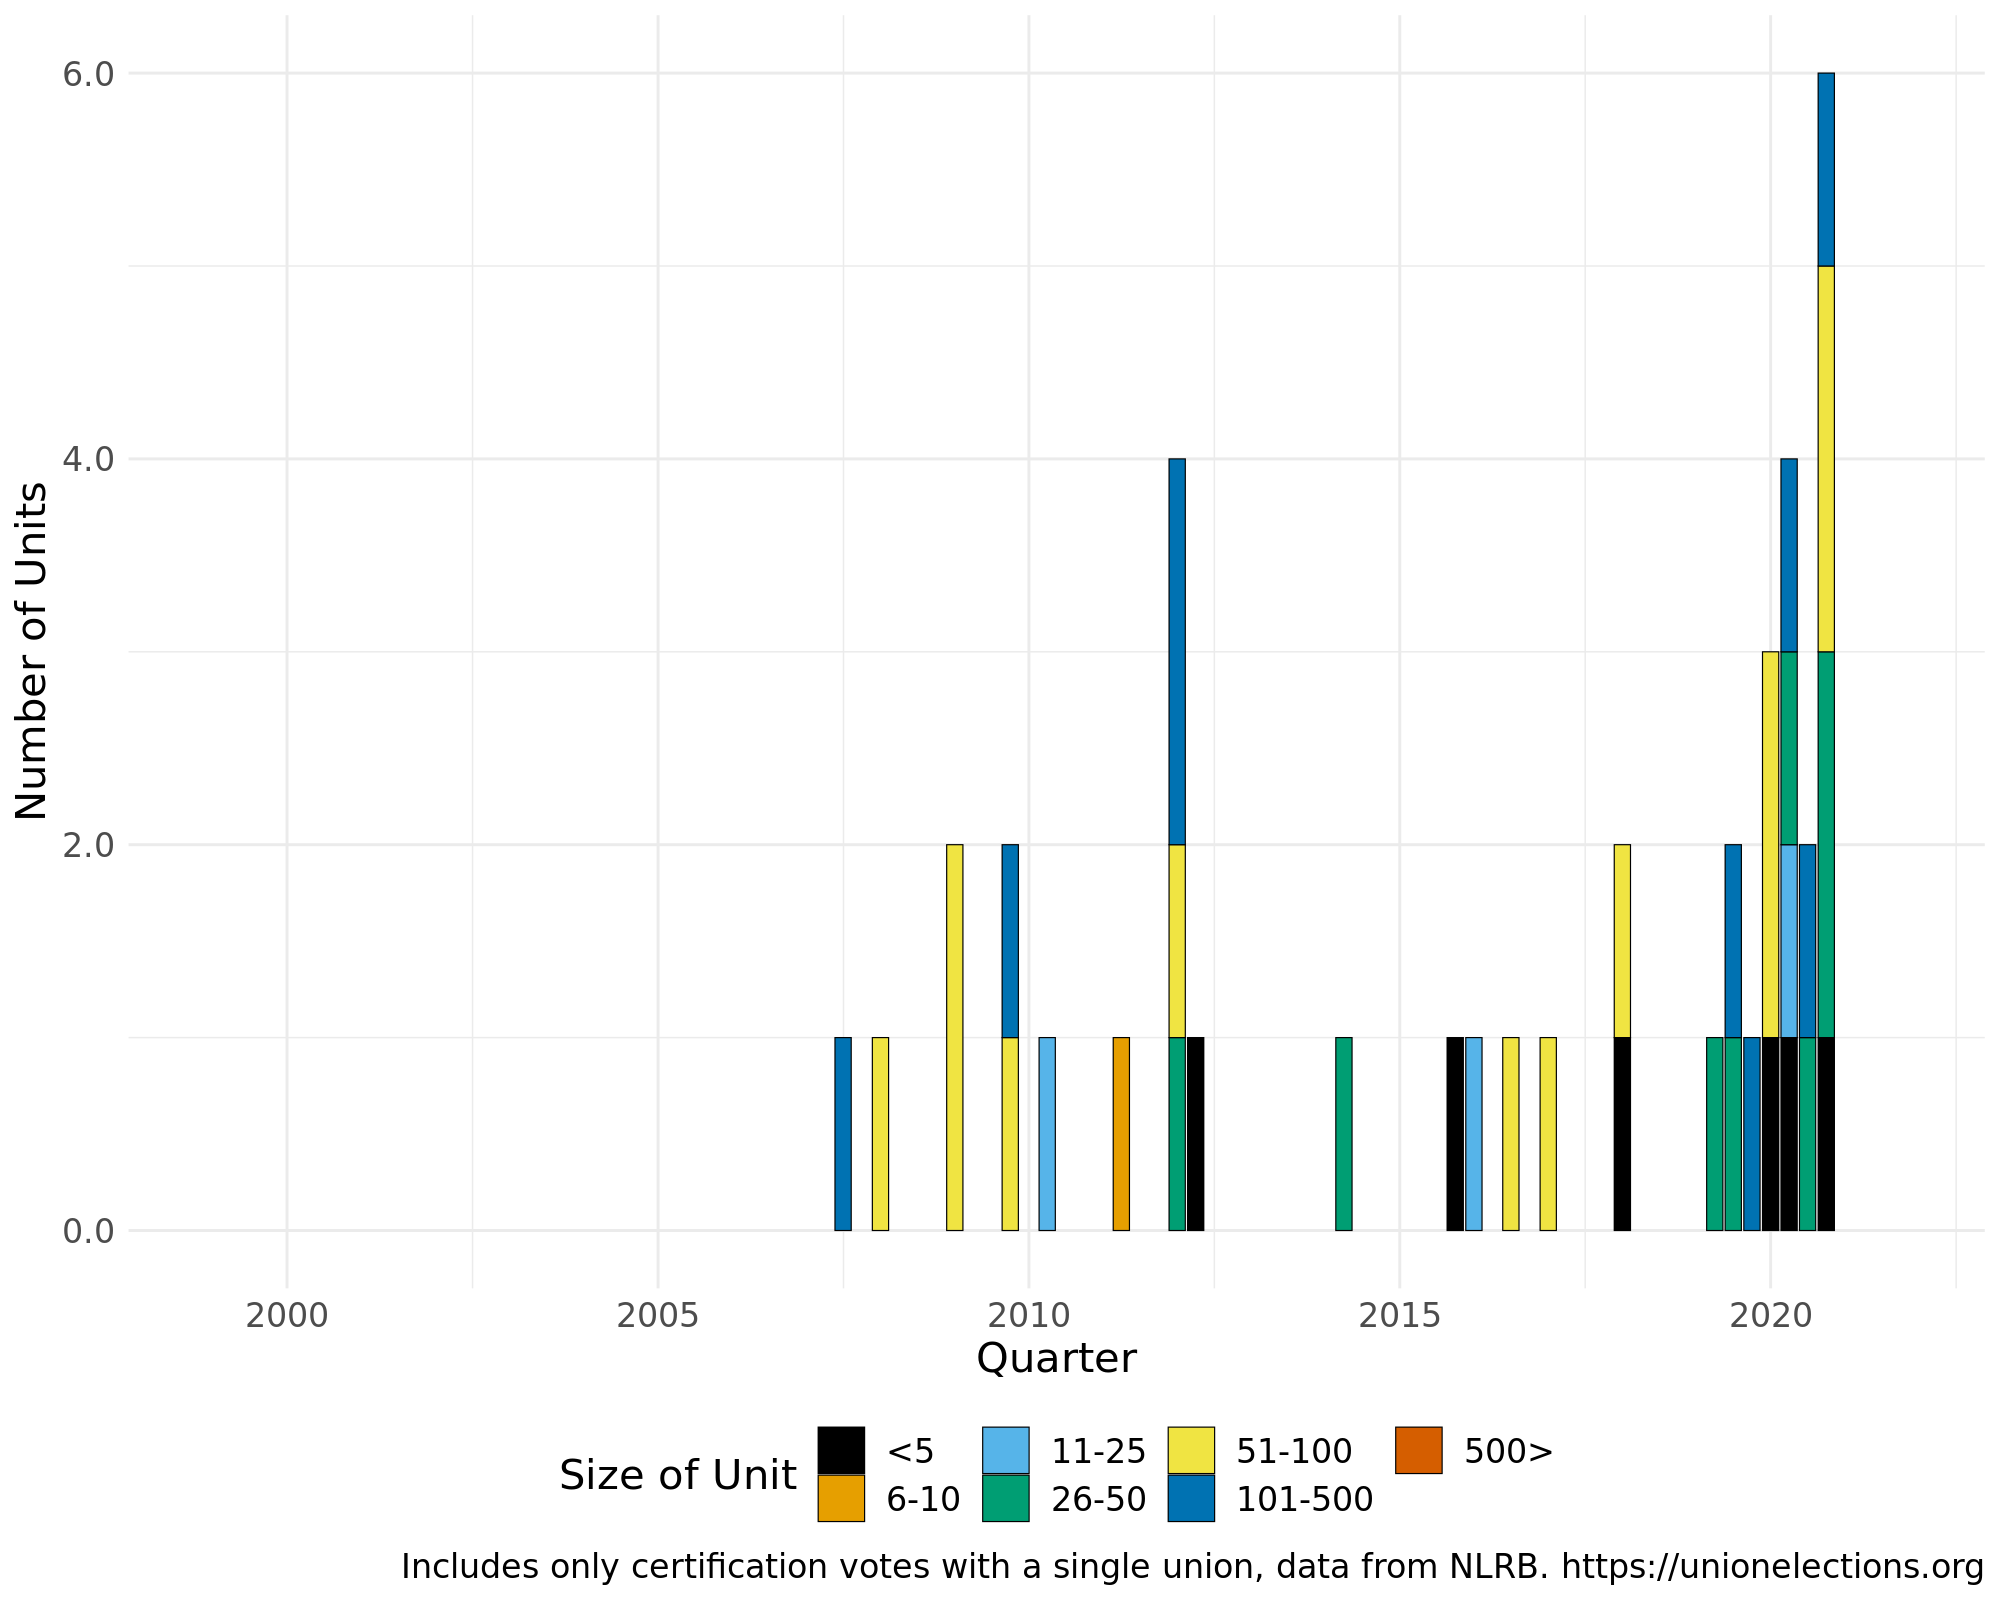 6.0
4.0
2.0
0.0
Number of Units
2000 2005 2010 2015 2020
Quarter
Size of Unit
<5 11-25 51-100 500>
6-10 26-50 101-500
Includes only certification votes with a single union, data from NLRB. https://unionelections.org